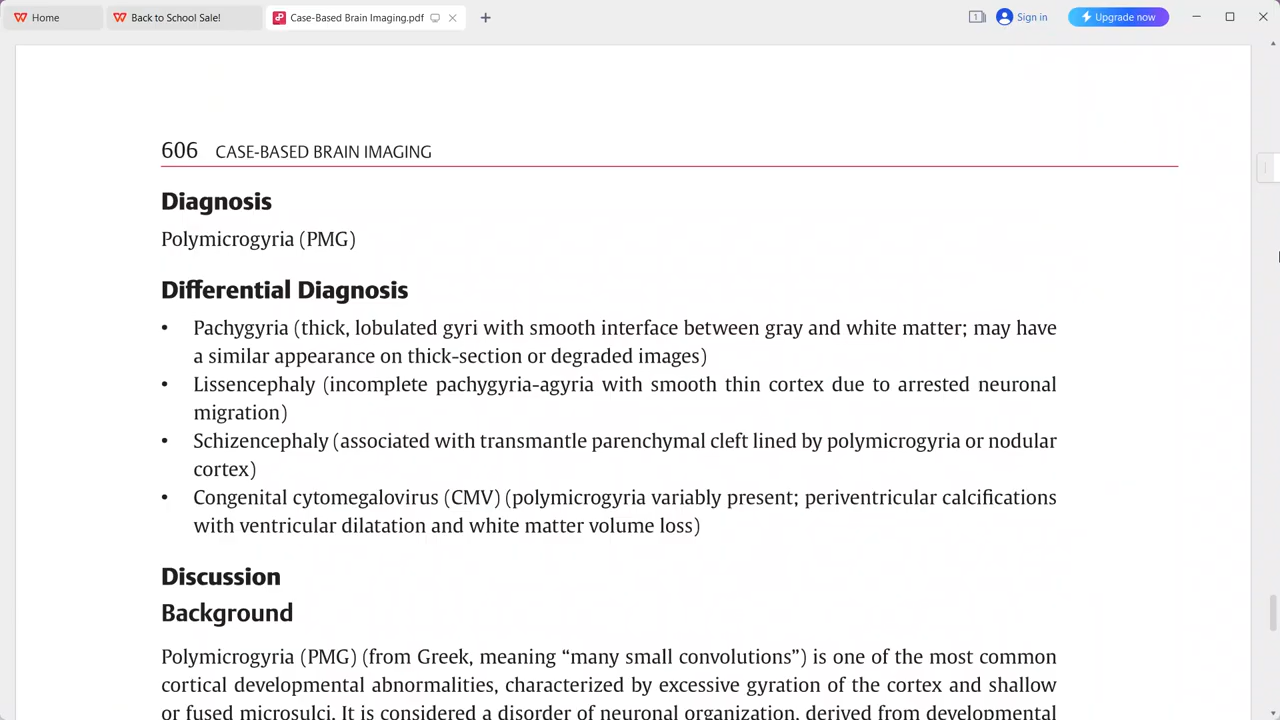 Home
Back to School Sale!
Case-Based Brain Imaging.pdf
1
Sign in
Upgrade now
606 CASE-BASED BRAIN IMAGING
Diagnosis
Polymicrogyria (PMG)
Differential Diagnosis
• Pachygyria (thick, lobulated gyri with smooth interface between gray and white matter; may have
a similar appearance on thick-section or degraded images)
• Lissencephaly (incomplete pachygyria-agyria with smooth thin cortex due to arrested neuronal
migration)
• Schizencephaly (associated with transmantle parenchymal cleft lined by polymicrogyria or nodular
cortex)
• Congenital cytomegalovirus (CMV) (polymicrogyria variably present; periventricular calcifications
with ventricular dilatation and white matter volume loss)
Discussion
Background
Polymicrogyria (PMG) (from Greek, meaning “many small convolutions”) is one of the most common
cortical developmental abnormalities, characterized by excessive gyration of the cortex and shallow
or fused microsulci. It is considered a disorder of neuronal organization, derived from developmental